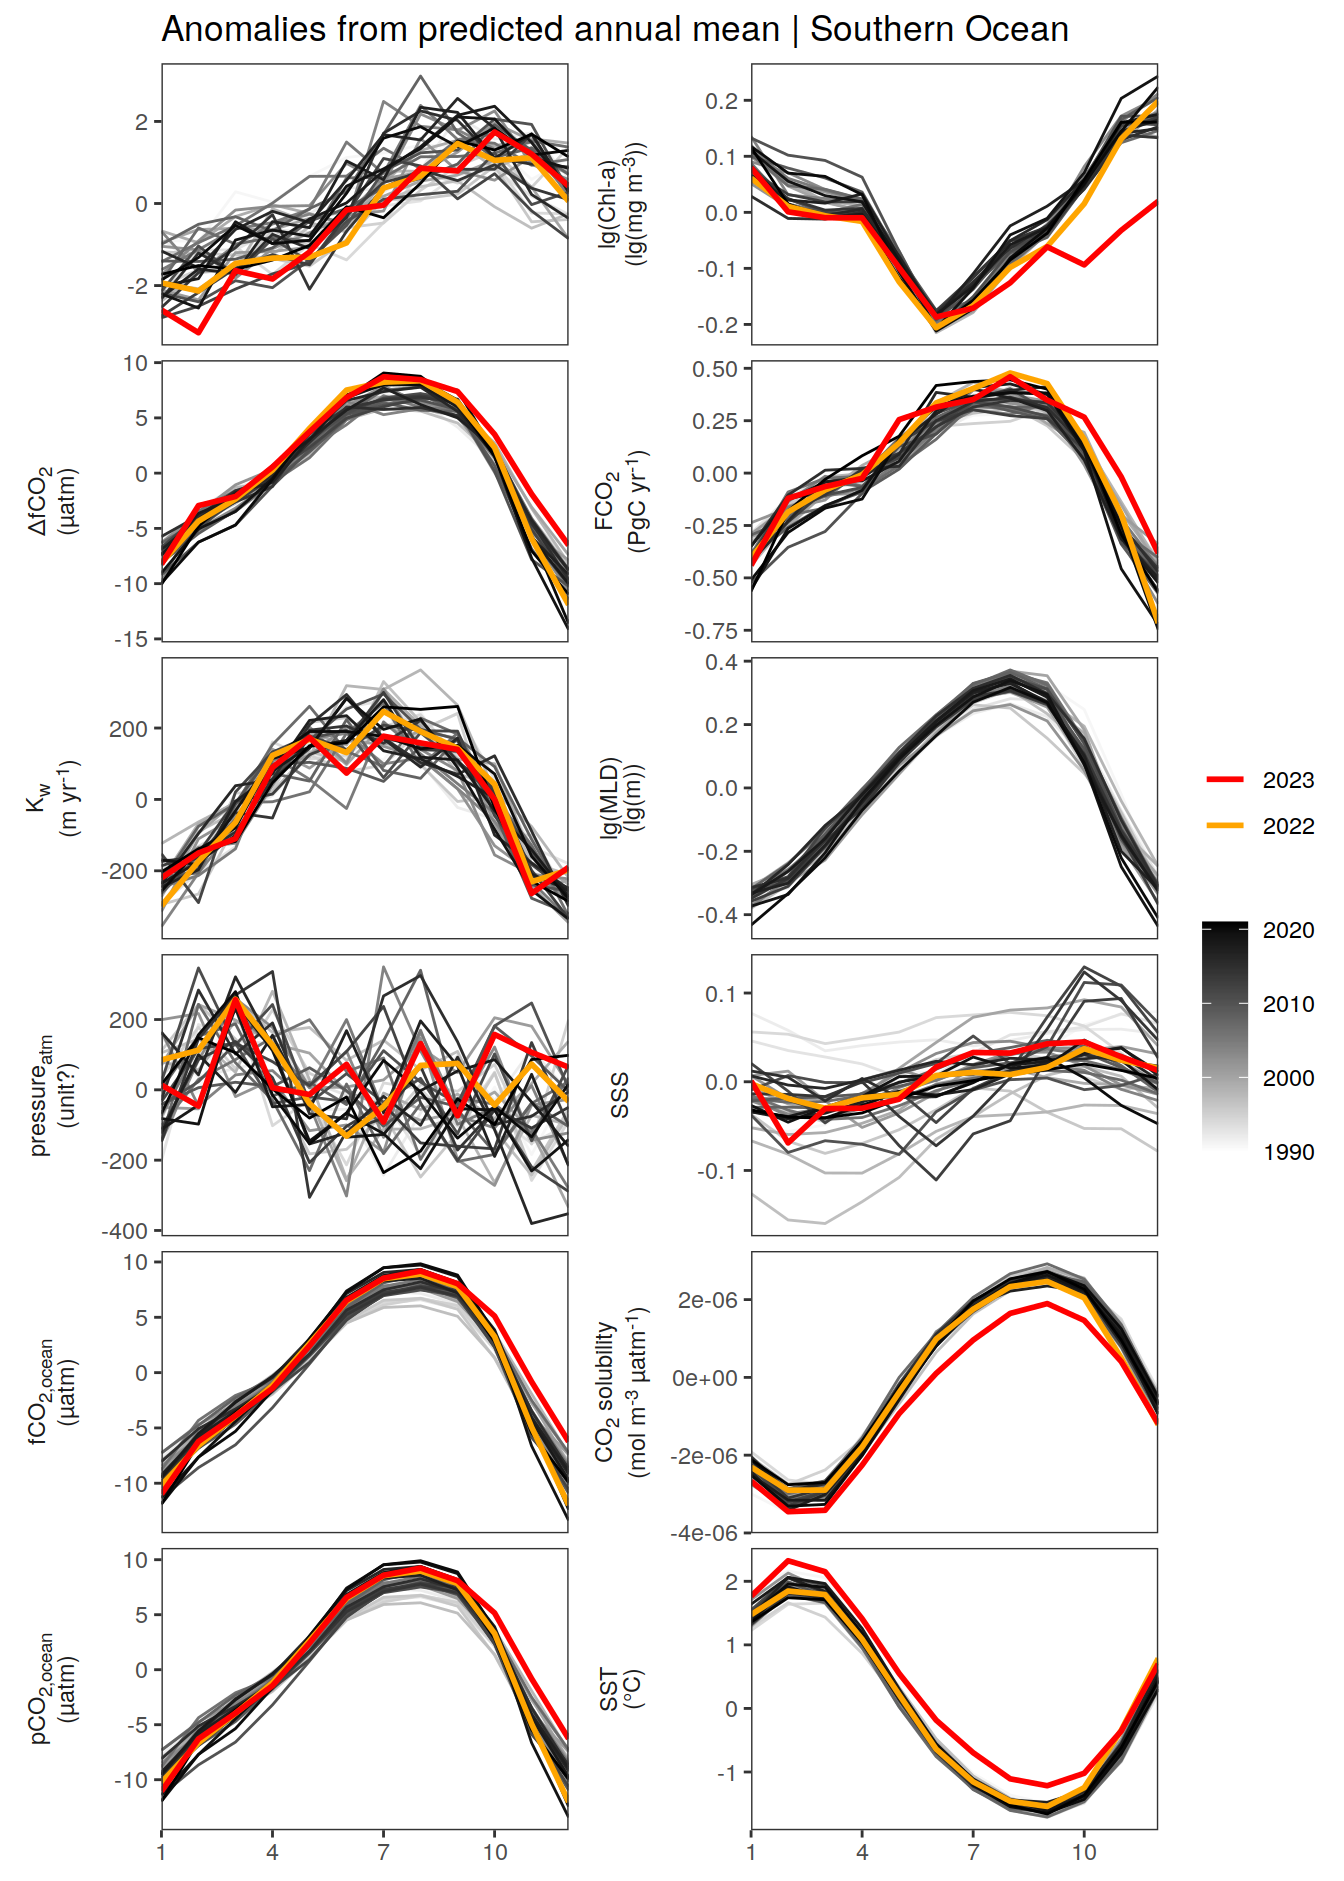 Anomalies from predicted annual mean | Southern Ocean
2
0
-2
lg(Chl-a)
(lg(mg m⁻³))
0.2
0.1
0.0
-0.1
-0.2
ΔfCO₂
(µatm)
10
5
0
-5
-10
-15
FCO₂
(PgC yr⁻¹)
0.50
0.25
0.00
-0.25
-0.50
-0.75
K_w
(m yr⁻¹)
200
0
-200
lg(MLD)
(lg(m))
0.4
0.2
0.0
-0.2
-0.4
pressure_atm
(unit?)
200
0
-200
-400
SSS
0.1
0.0
-0.1
fCO₂,ocean
(µatm)
10
5
0
-5
-10
CO₂ solubility
(mol m⁻³ µatm⁻¹)
2e-06
0e+00
-2e-06
-4e-06
pCO₂,ocean
(µatm)
10
5
0
-5
-10
SST
(°C)
2
1
0
-1
1 4 7 10
1 4 7 10
2023
2022
2020
2010
2000
1990